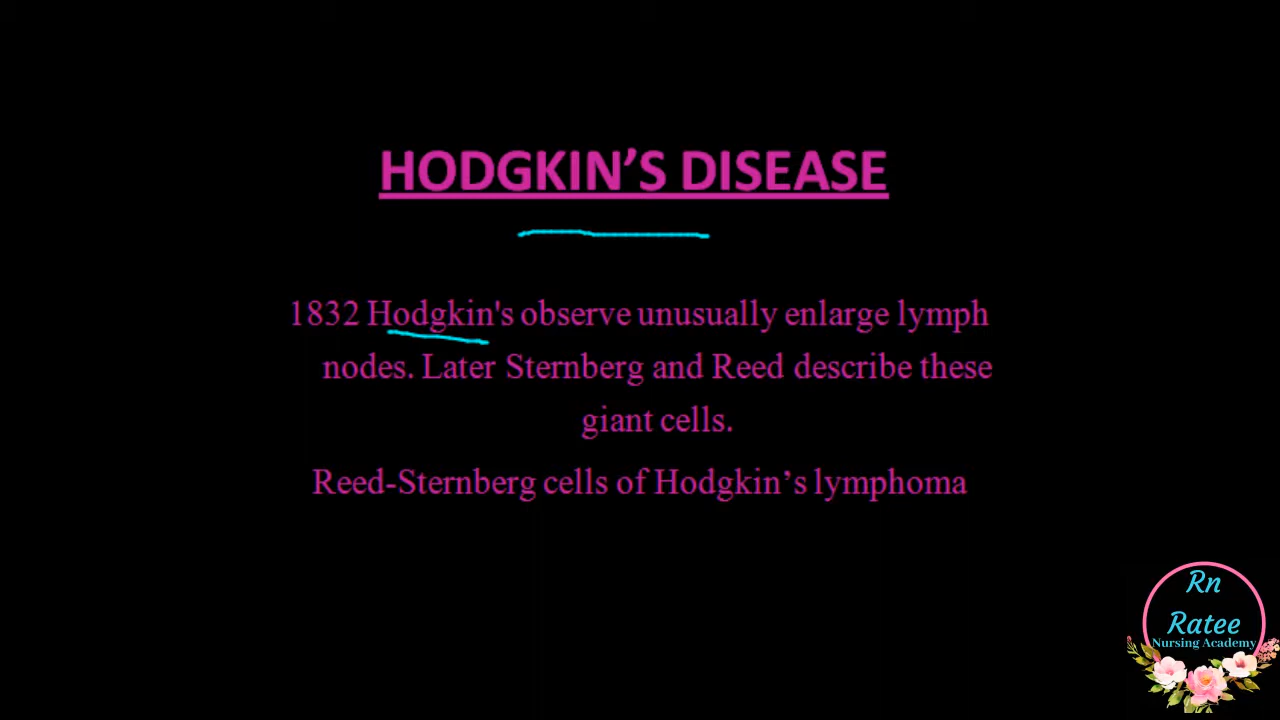 HODGKIN’S DISEASE
1832 Hodgkin's observe unusually enlarge lymph
nodes. Later Sternberg and Reed describe these
giant cells.
Reed-Sternberg cells of Hodgkin’s lymphoma
Rn
Ratee
Nursing Academy